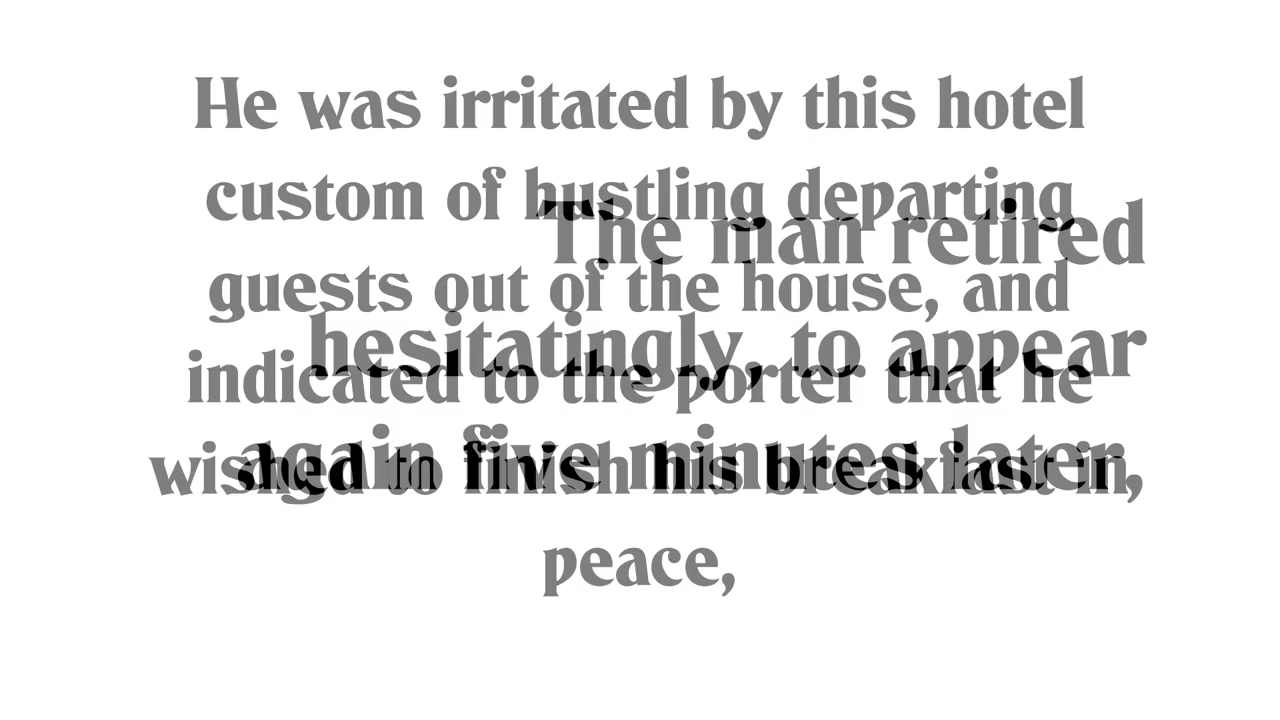 He was irritated by this hotel
custom of hustling departing
guests out of the house, and
indicated to the porter that he
wished to finish his breakfast in,
peace,
The man retired
hesitatingly, to appear
again five minutes later,